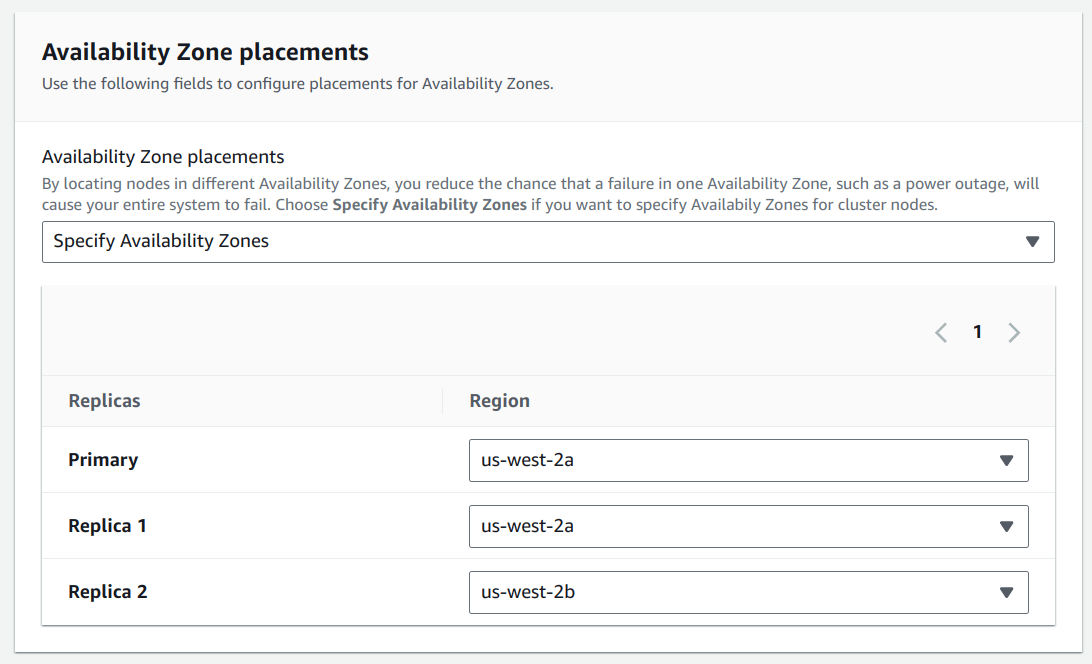 Availability Zone placements
Use the following fields to configure placements for Availability Zones.
Availability Zone placements
By locating nodes in different Availability Zones, you reduce the chance that a failure in one Availability Zone, such as a power outage, will
cause your entire system to fail. Choose Specify Availability Zones if you want to specify Availabily Zones for cluster nodes.
Specify Availability Zones
1
Replicas Region
Primary us-west-2a
Replica 1 us-west-2a
Replica 2 us-west-2b